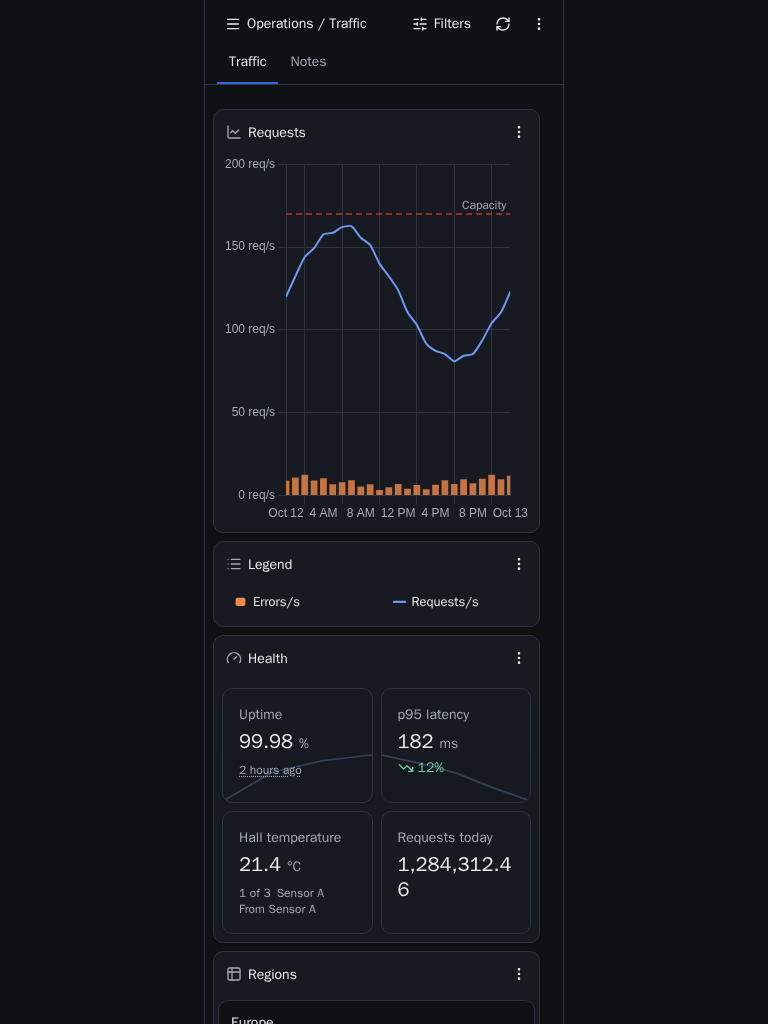 Operations / Traffic
Filters
Traffic
Notes
Requests
200 req/s
Capacity
150 req/s
100 req/s
50 req/s
0 req/s
Oct 12 4 AM 8 AM 12 PM 4 PM 8 PM Oct 13
Legend
Errors/s
Requests/s
Health
Uptime
99.98 %
2 hours ago
p95 latency
182 ms
12%
Hall temperature
21.4 °C
1 of 3 Sensor A
From Sensor A
Requests today
1,284,312.4
6
Regions
Europe